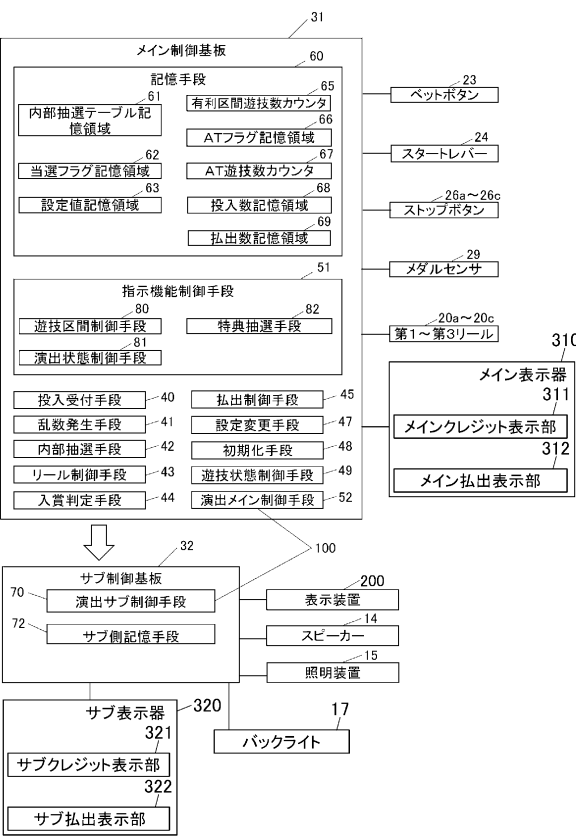 31
メイン制御基板
60
記憶手段
61
内部抽選テーブル記
憶領域
65
有利区間遊技数カウンタ
66
ATフラグ記憶領域
62
当選フラグ記憶領域
67
AT遊技数カウンタ
63
設定値記憶領域
68
投入数記憶領域
69
払出数記憶領域
51
指示機能制御手段
80
遊技区間制御手段
82
特典抽選手段
81
演出状態制御手段
投入受付手段
40
乱数発生手段
41
内部抽選手段
42
リール制御手段
43
入賞判定手段
44
払出制御手段
45
設定変更手段
47
初期化手段
48
遊技状態制御手段
49
演出メイン制御手段
52
23
ベットボタン
24
スタートレバー
26a～26c
ストップボタン
29
メダルセンサ
20a～20c
第1～第3リール
310
メイン表示器
311
メインクレジット表示部
312
メイン払出表示部
100
32
サブ制御基板
70
演出サブ制御手段
72
サブ側記憶手段
200
表示装置
14
スピーカー
15
照明装置
サブ表示器
320
321
サブクレジット表示部
322
サブ払出表示部
17
バックライト